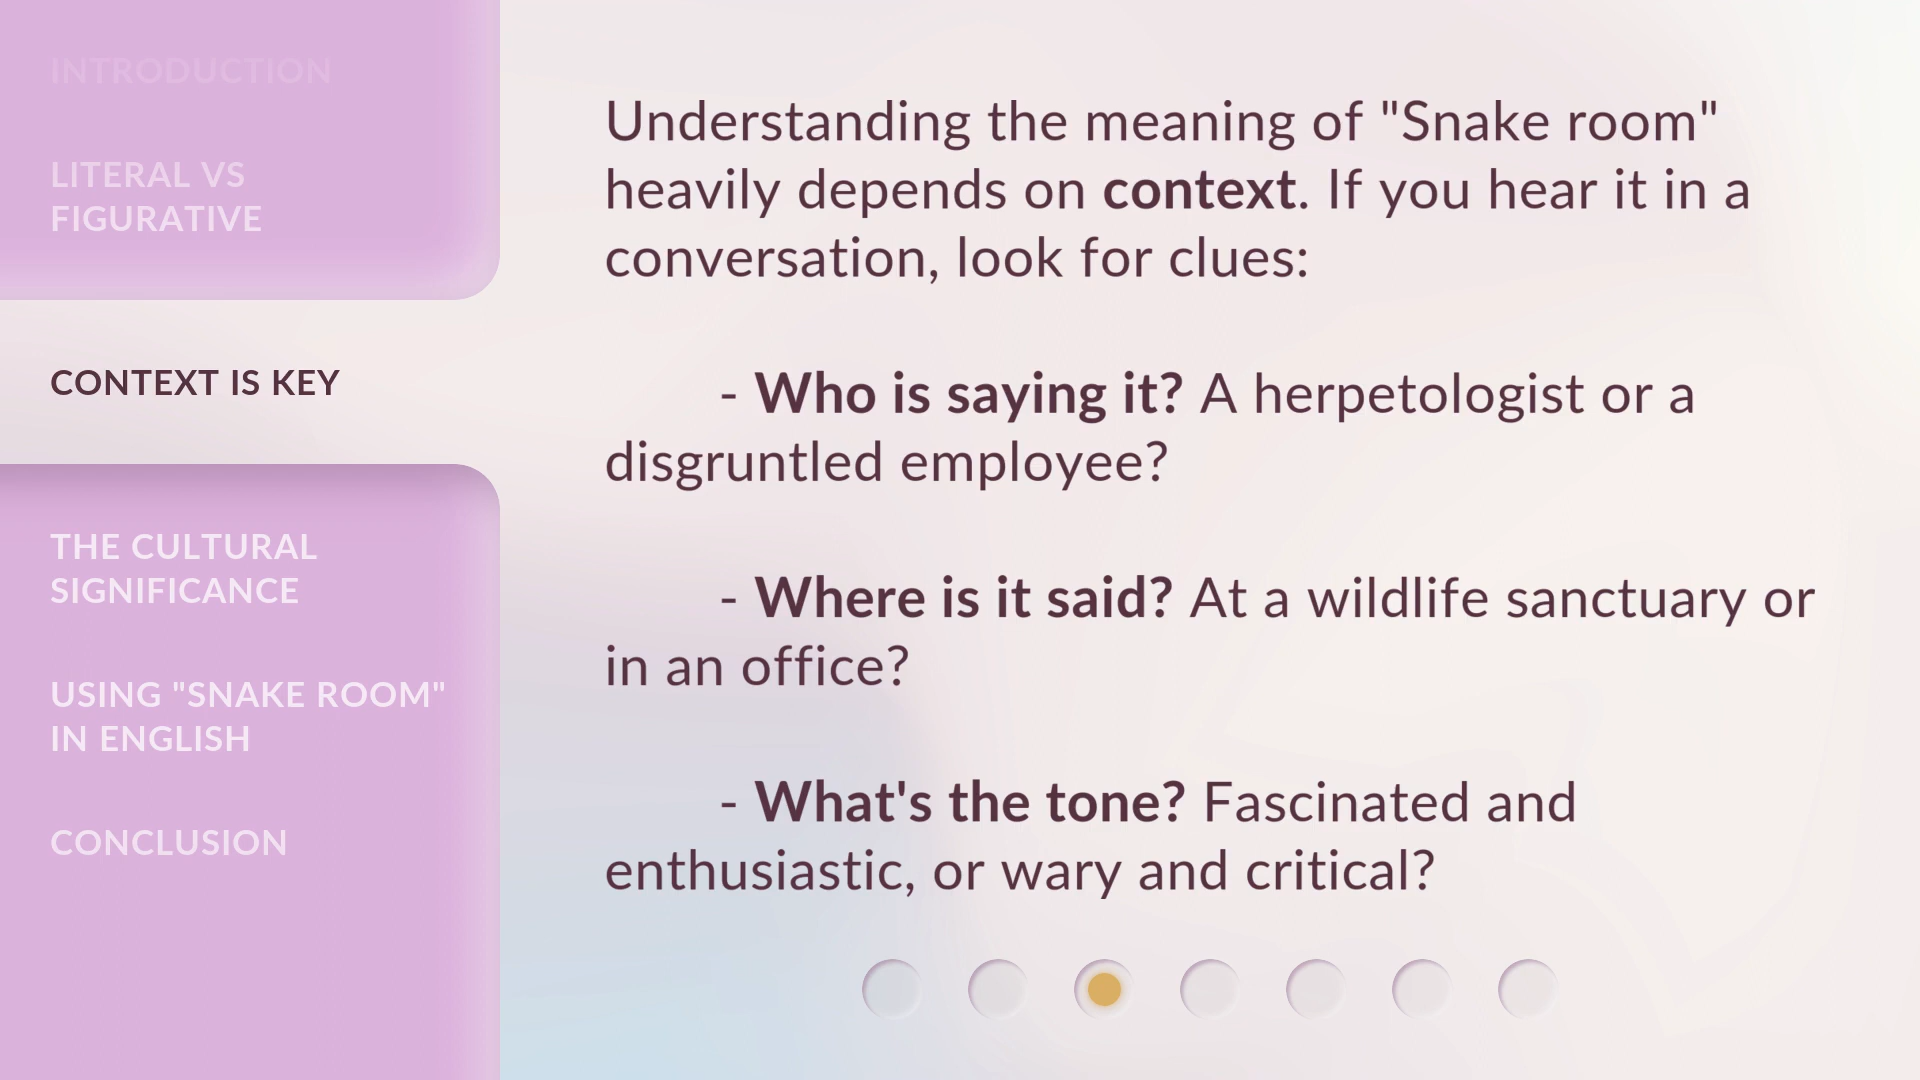 INTRODUCTION
LITERAL VS
FIGURATIVE
CONTEXT IS KEY
THE CULTURAL
SIGNIFICANCE
USING "SNAKE ROOM"
IN ENGLISH
CONCLUSION
Understanding the meaning of "Snake room"
heavily depends on context. If you hear it in a
conversation, look for clues:
- Who is saying it? A herpetologist or a
disgruntled employee?
- Where is it said? At a wildlife sanctuary or
in an office?
- What's the tone? Fascinated and
enthusiastic, or wary and critical?